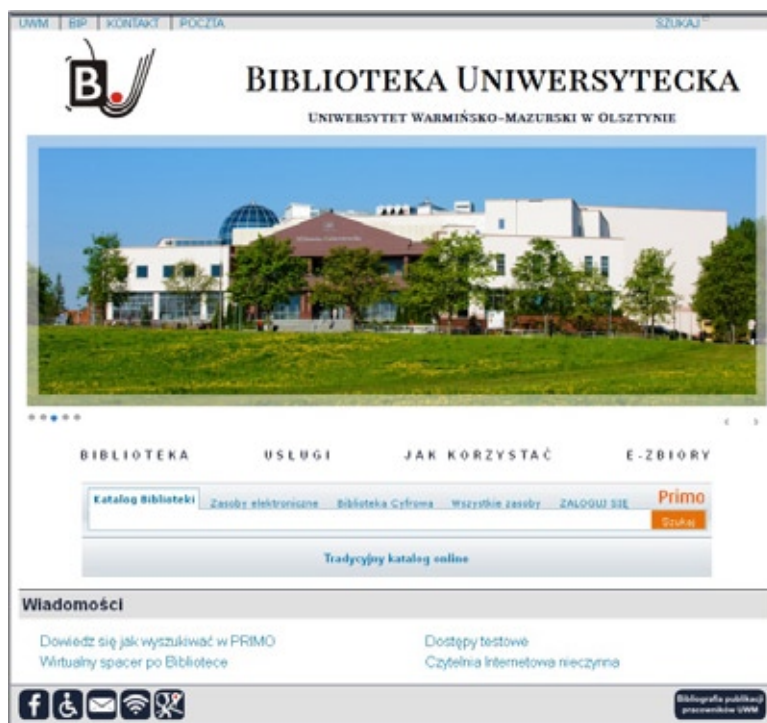 UWM | BIP | KONTAKT | POCZTA SZUKAJ
B
BIBLIOTEKA UNIWERSYTECKA
UNIWERSYTET WARMIŃSKO-MAZURSKI W OLSZTYNIE
BIBLIOTEKA USŁUGI JAK KORZYSTAĆ E-ZBIORY
Katalog Biblioteki Zasoby elektroniczne Biblioteka Cyfrowa Wszystkie zasoby ZALOGUJ SIĘ Primo
Szukaj
Tradycyjny katalog online
Wiadomości
Dowiedz się jak wyszukiwać w PRIMO Dostępy testowe
Wirtualny spacer po Bibliotece Czytelnia Internetowa nieczynna
Bibliografia publikacji
pracowników UWM